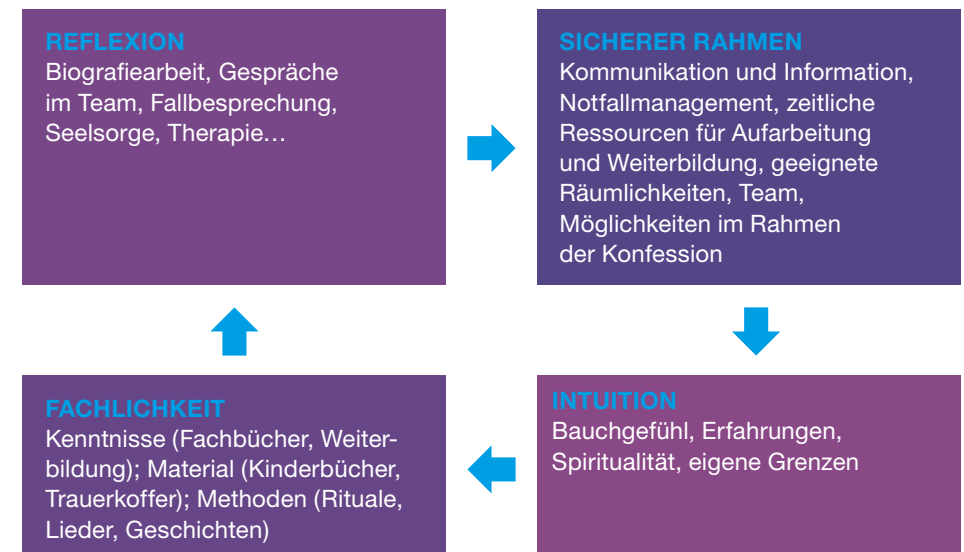 REFLEXION
Biografiearbeit, Gespräche
im Team, Fallbesprechung,
Seelsorge, Therapie…
SICHERER RAHMEN
Kommunikation und Information,
Notfallmanagement, zeitliche
Ressourcen für Aufarbeitung
und Weiterbildung, geeignete
Räumlichkeiten, Team,
Möglichkeiten im Rahmen
der Konfession
FACHLICHKEIT
Kenntnisse (Fachbücher, Weiter-
bildung); Material (Kinderbücher,
Trauerkoffer); Methoden (Rituale,
Lieder, Geschichten)
INTUITION
Bauchgefühl, Erfahrungen,
Spiritualität, eigene Grenzen